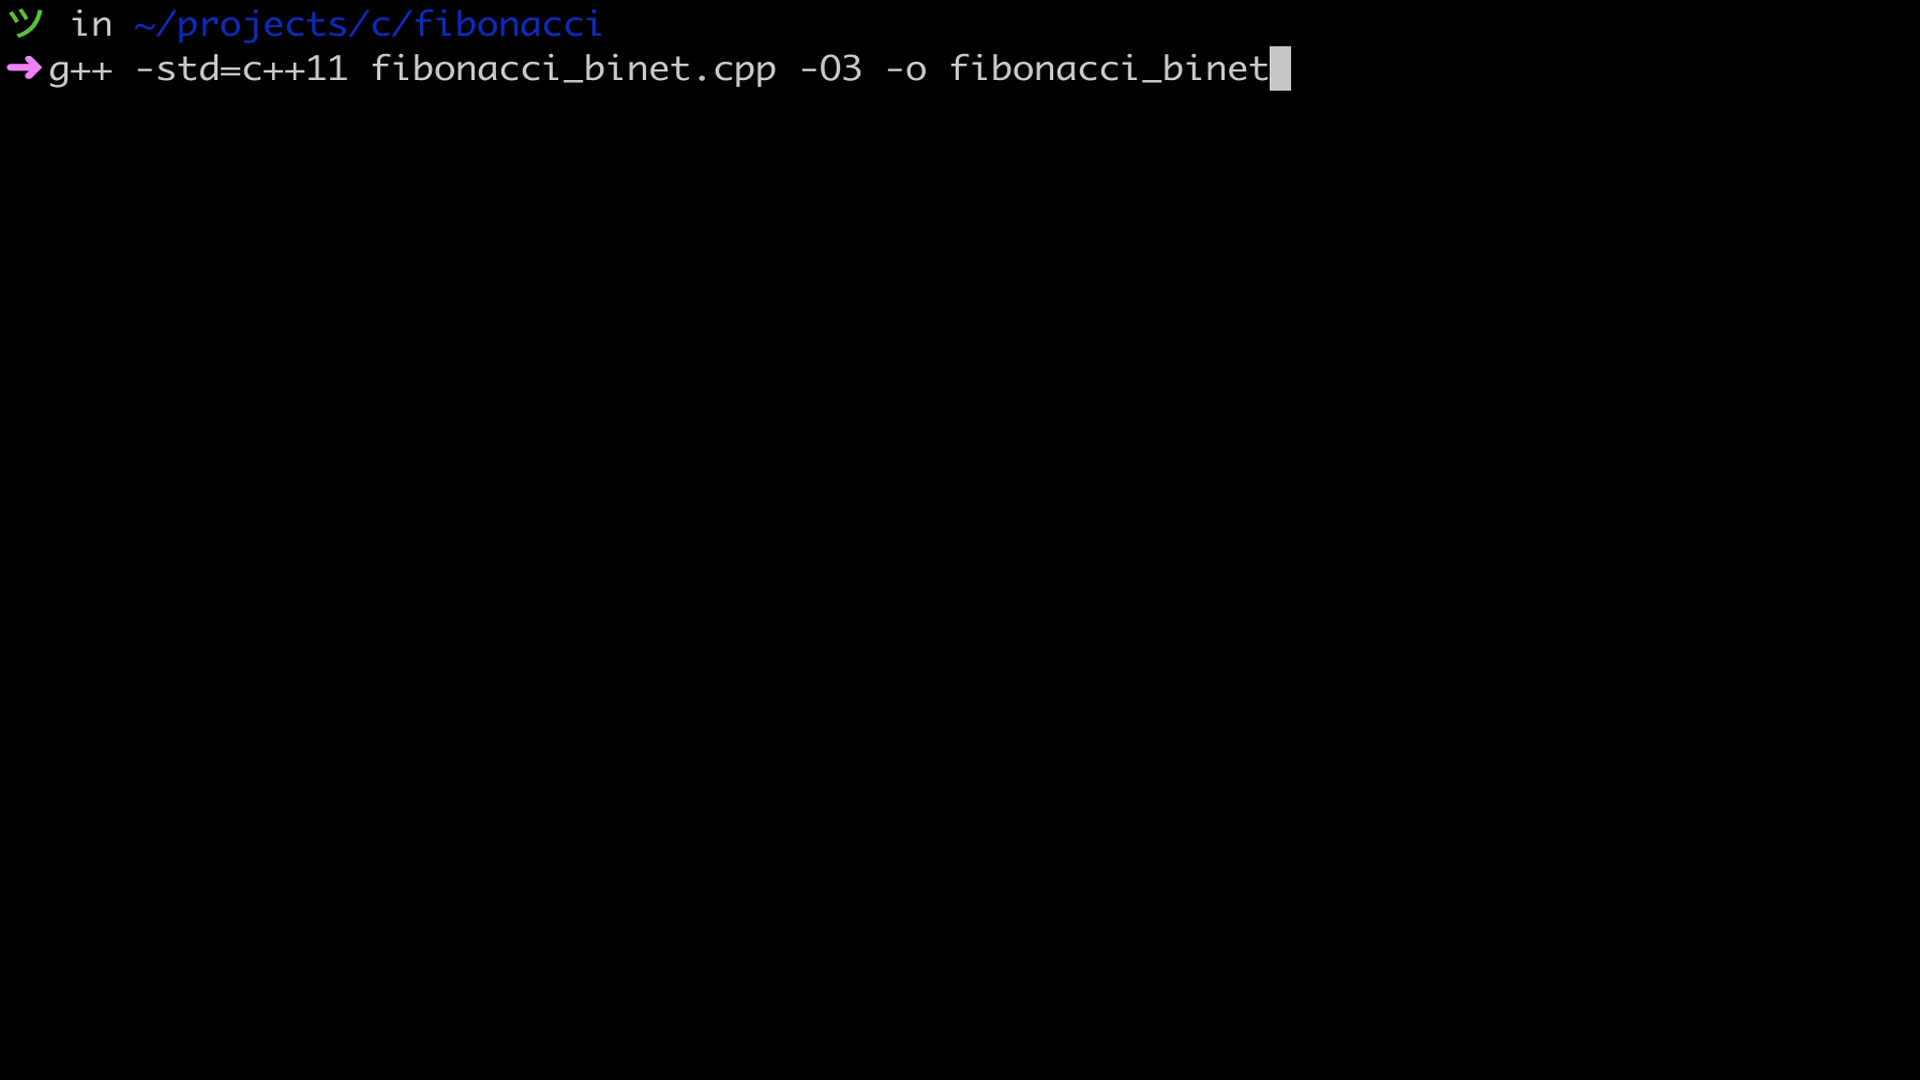 ツ in ~/projects/c/fibonacci
➜ g++ -std=c++11 fibonacci_binet.cpp -O3 -o fibonacci_binet